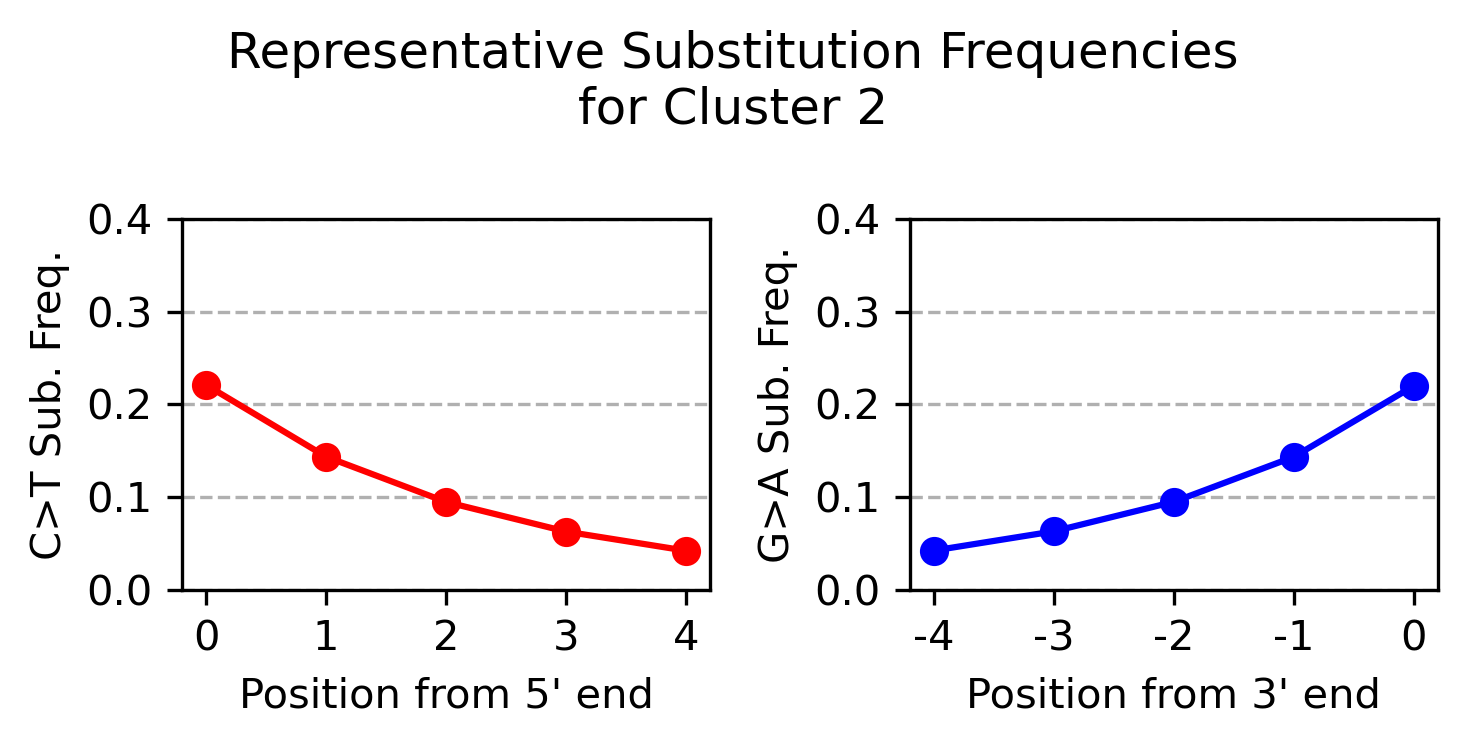 Representative Substitution Frequencies
for Cluster 2
C>T Sub. Freq.
0.4
0.3
0.2
0.1
0.0
0 1 2 3 4
Position from 5' end
G>A Sub. Freq.
0.4
0.3
0.2
0.1
0.0
-4 -3 -2 -1 0
Position from 3' end